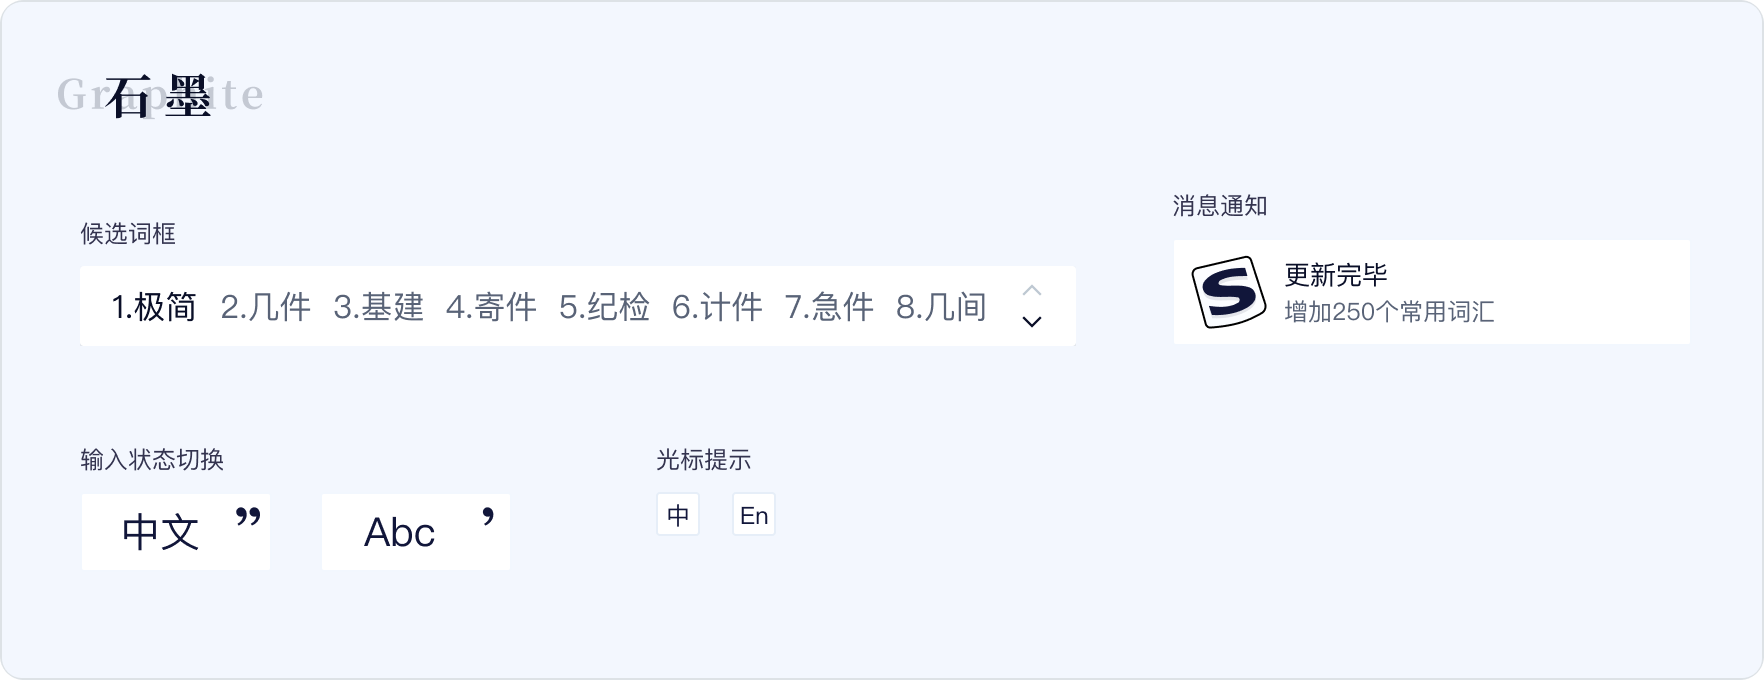 Graphite
石墨
候选词框
1.极简 2.几件 3.基建 4.寄件 5.纪检 6.计件 7.急件 8.几间
消息通知
S
更新完毕
增加250个常用词汇
输入状态切换
中文 ”
Abc ’
光标提示
中 En